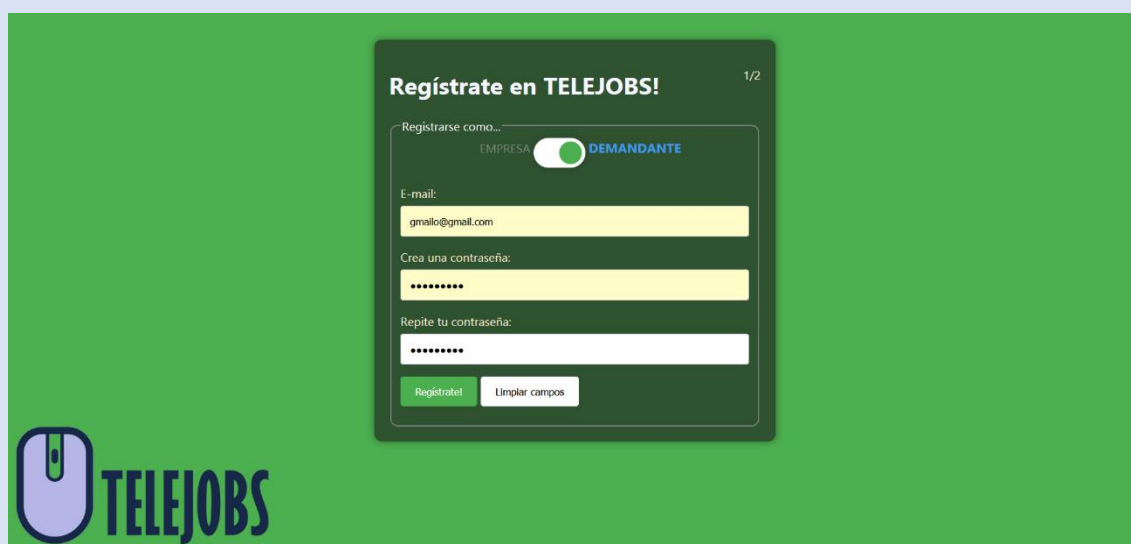 Regístrate en TELEJOBS!
1/2
Registrarse como...
EMPRESA DEMANDANTE
E-mail:
gmailo@gmail.com
Crea una contraseña:
•••••••••
Repite tu contraseña:
•••••••••
Regístrate! Limpiar campos
TELEJOBS